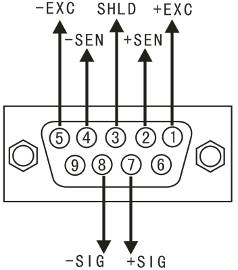 -EXC SHLD +EXC
-SEN +SEN
5 4 3 2 1
9 8 7 6
-SIG +SIG